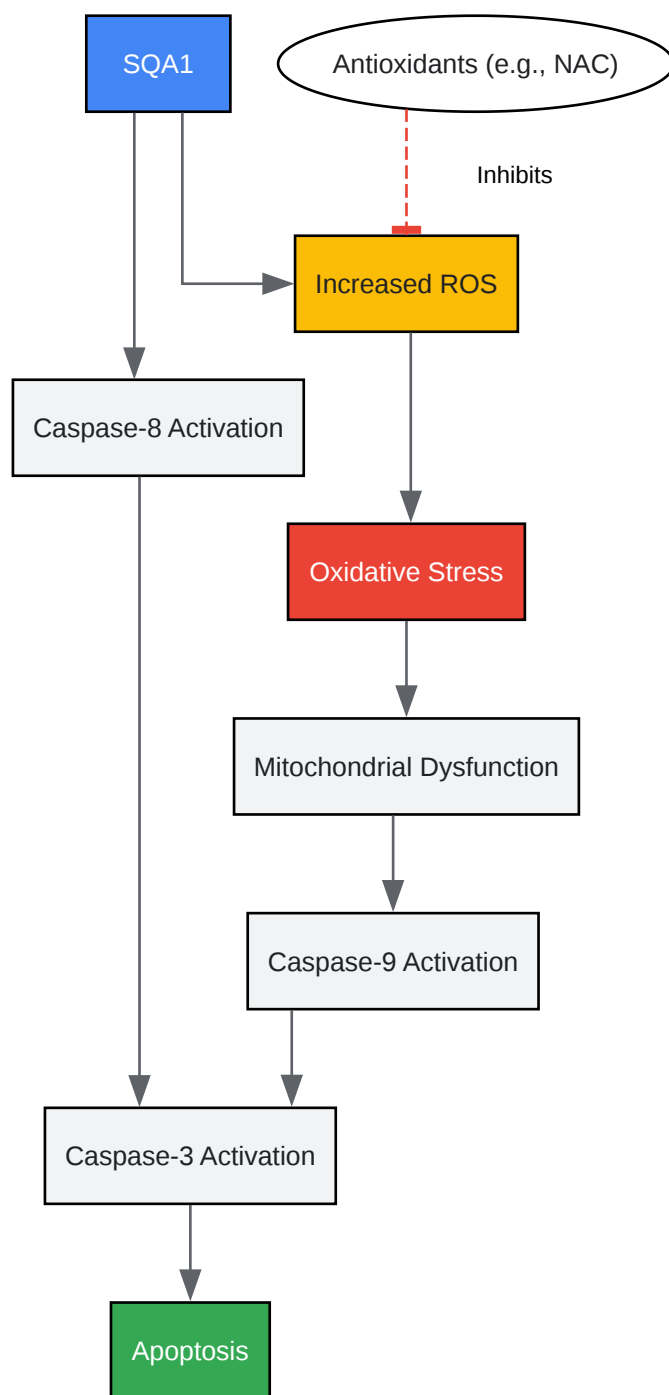 SQA1
Antioxidants (e.g., NAC)
Inhibits
Increased ROS
Caspase-8 Activation
Oxidative Stress
Mitochondrial Dysfunction
Caspase-9 Activation
Caspase-3 Activation
Apoptosis